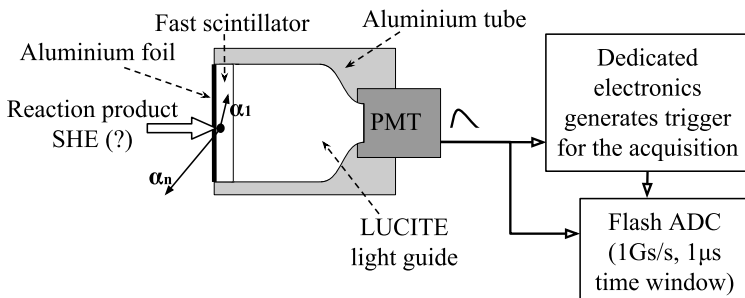 Fast scintillator
Aluminium tube
Aluminium foil
Reaction product
SHE (?)
α1
αn
PMT
LUCITE
light guide
Dedicated
electronics
generates trigger
for the acquisition
Flash ADC
(1Gs/s, 1μs
time window)